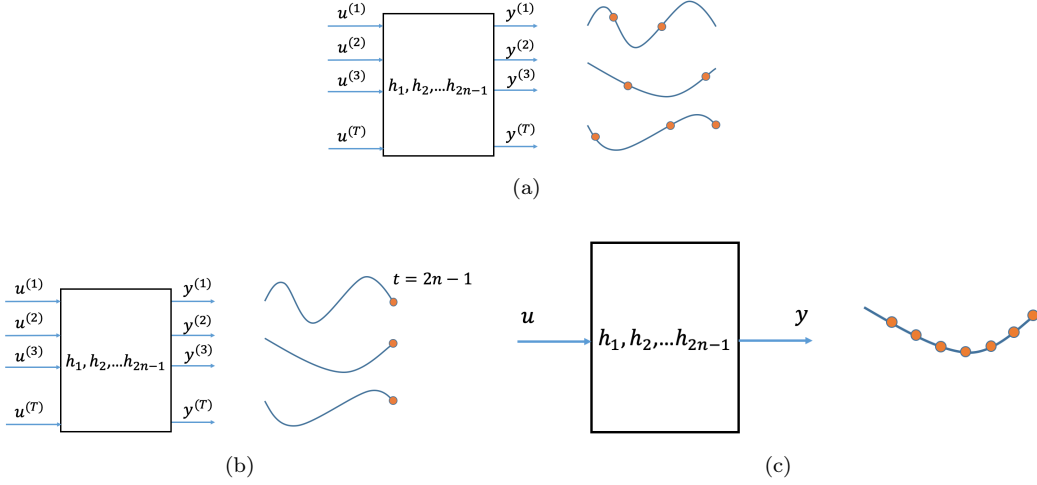 u^{(1)} y^{(1)}
u^{(2)} y^{(2)}
u^{(3)} y^{(3)}
h_1, h_2,...h_{2n−1}
u^{(T)} y^{(T)}
(a)
u^{(1)} y^{(1)} t = 2n − 1
u^{(2)} y^{(2)}
u^{(3)} y^{(3)}
h_1, h_2,...h_{2n−1}
u^{(T)} y^{(T)}
(b)
u y
h_1, h_2,...h_{2n−1}
(c)